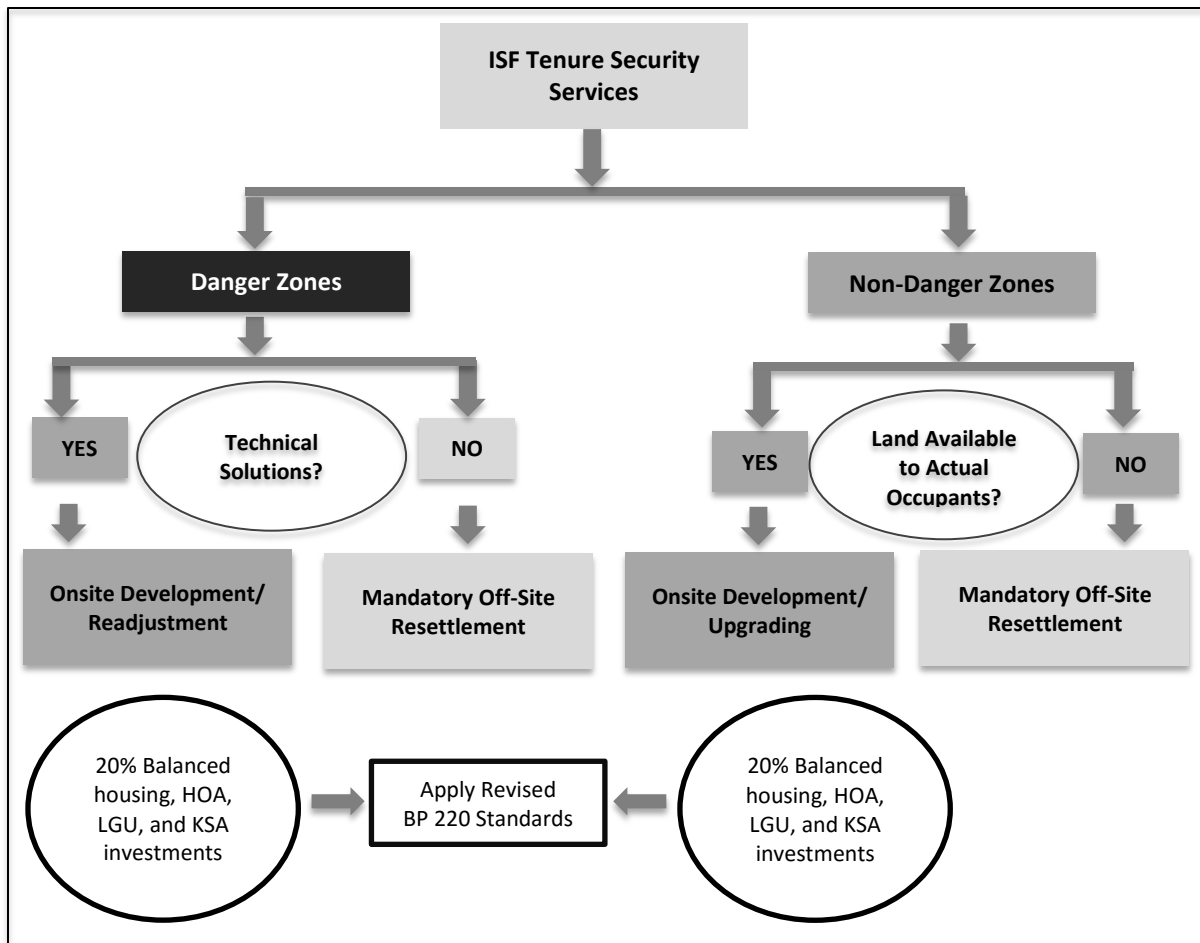 ISF Tenure Security
Services
Danger Zones
Non-Danger Zones
YES
Technical
Solutions?
NO
YES
Land Available
to Actual
Occupants?
NO
Onsite Development/
Readjustment
Mandatory Off-Site
Resettlement
Onsite Development/
Upgrading
Mandatory Off-Site
Resettlement
20% Balanced
housing, HOA,
LGU, and KSA
investments
Apply Revised
BP 220 Standards
20% Balanced
housing, HOA,
LGU, and KSA
investments